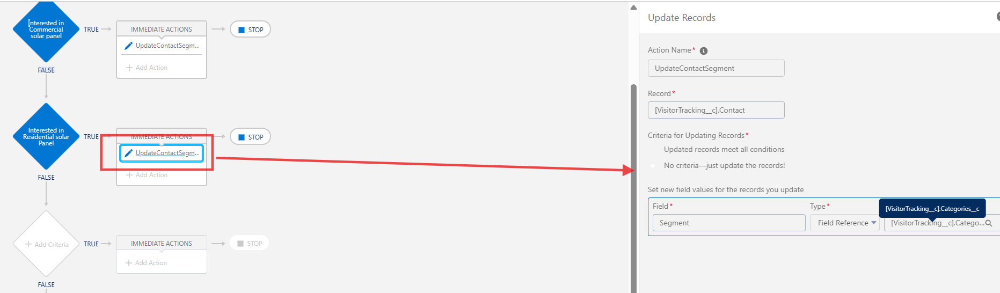 Interested in
Commercial
solar panel
TRUE
IMMEDIATE ACTIONS
UpdateContactSegm...
Add Action
STOP
FALSE
Interested in
Residential solar
Panel
TRUE
IMMEDIATE ACTIONS
UpdateContactSegm...
Add Action
STOP
FALSE
Add Criteria
TRUE
IMMEDIATE ACTIONS
Add Action
STOP
FALSE
Update Records
Action Name*
UpdateContactSegment
Record*
[VisitorTracking__c].Contact
Criteria for Updating Records*
Updated records meet all conditions
No criteria—just update the records!
Set new field values for the records you update
Field*
Type*
[VisitorTracking__c].Categories__c
Segment
Field Reference
[VisitorTracking__c].Catego...